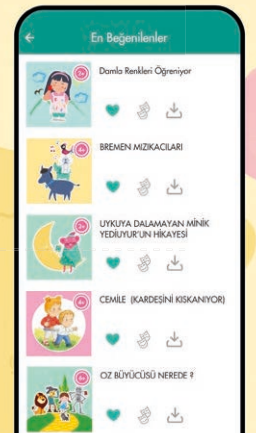 En Beğenilenler
Damla Renkleri Öğreniyor
BREMEN MIZIKACILARI
UYKUYA DALAMAYAN MİNİK
YEDİUYUR'UN HİKAYESİ
CEMİLE (KARDEŞİNİ KISKANIYOR)
OZ BÜYÜCÜSÜ NEREDE ?